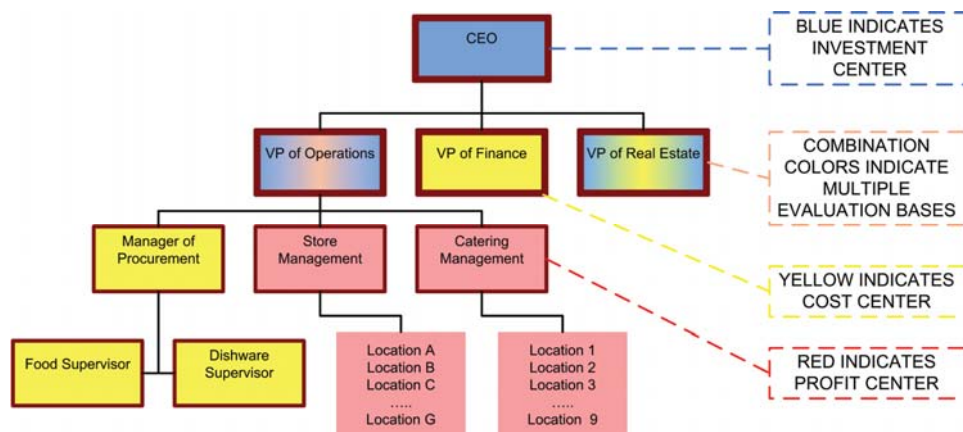 CEO
BLUE INDICATES
INVESTMENT
CENTER
VP of Operations
VP of Finance
VP of Real Estate
COMBINATION
COLORS INDICATE
MULTIPLE
EVALUATION BASES
Manager of
Procurement
Store
Management
Catering
Management
YELLOW INDICATES
COST CENTER
Food Supervisor
Dishware
Supervisor
Location A
Location B
Location C
.....
Location G
Location 1
Location 2
Location 3
.....
Location 9
RED INDICATES
PROFIT CENTER